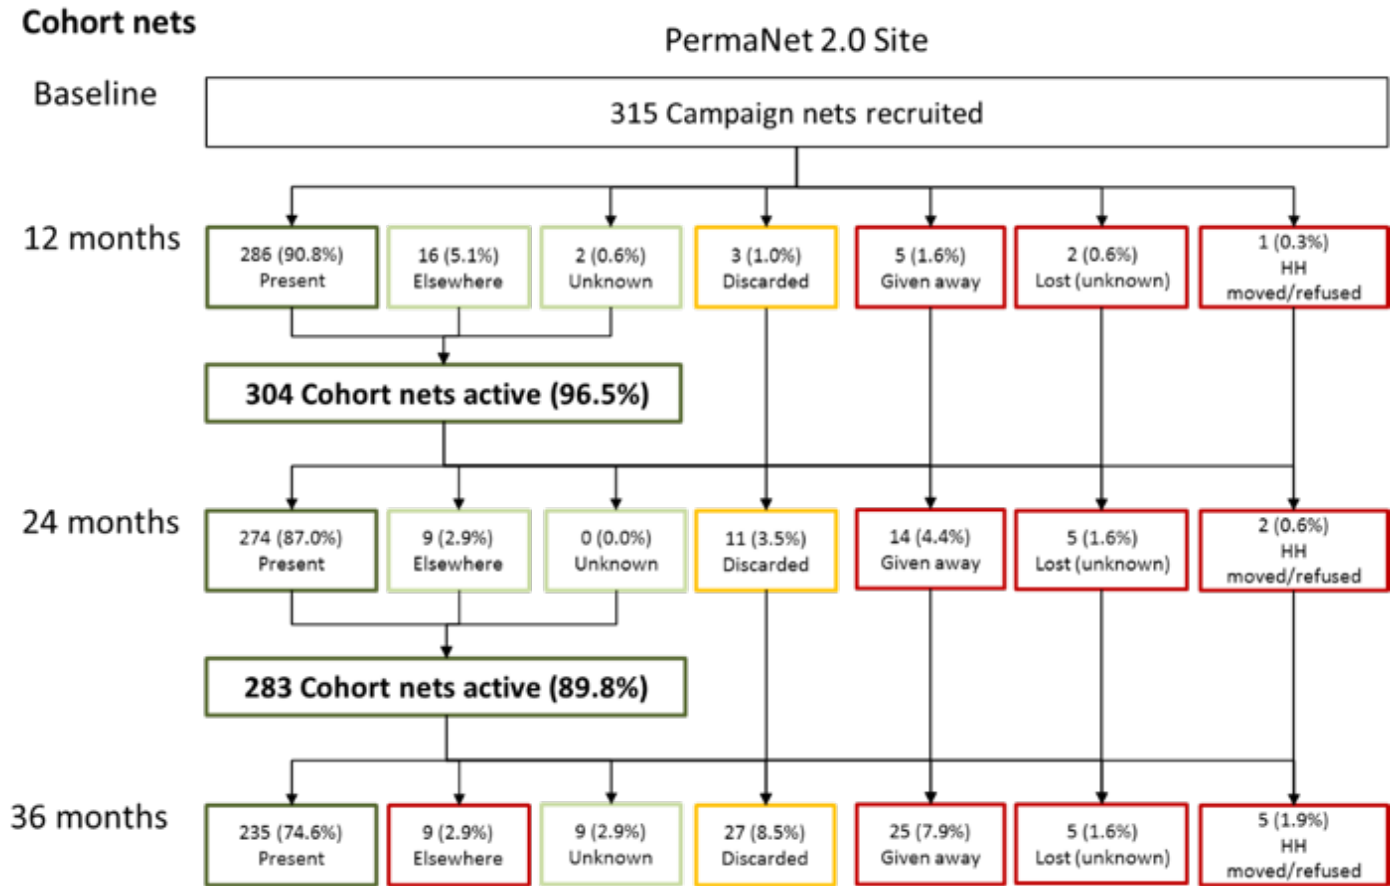 Cohort nets
PermaNet 2.0 Site
Baseline
315 Campaign nets recruited
12 months
286 (90.8%)
Present
16 (5.1%)
Elsewhere
2 (0.6%)
Unknown
3 (1.0%)
Discarded
5 (1.6%)
Given away
2 (0.6%)
Lost (unknown)
1 (0.3%)
HH
moved/refused
304 Cohort nets active (96.5%)
24 months
274 (87.0%)
Present
9 (2.9%)
Elsewhere
0 (0.0%)
Unknown
11 (3.5%)
Discarded
14 (4.4%)
Given away
5 (1.6%)
Lost (unknown)
2 (0.6%)
HH
moved/refused
283 Cohort nets active (89.8%)
36 months
235 (74.6%)
Present
9 (2.9%)
Elsewhere
9 (2.9%)
Unknown
27 (8.5%)
Discarded
25 (7.9%)
Given away
5 (1.6%)
Lost (unknown)
5 (1.9%)
HH
moved/refused